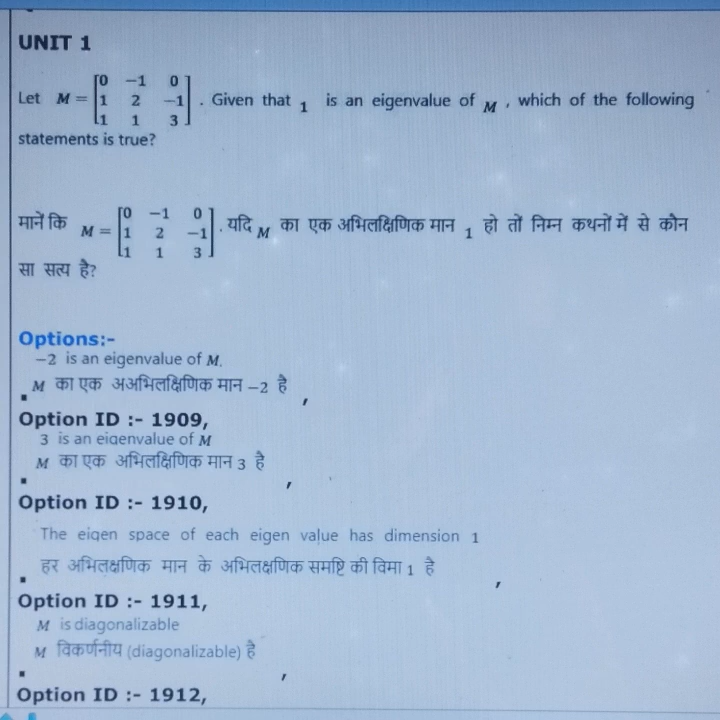 UNIT 1
Let M = [0 −1 0
1 2 −1
1 1 3] . Given that 1 is an eigenvalue of M , which of the following
statements is true?
मानें कि M = [0 −1 0
1 2 −1
1 1 3] . यदि M का एक अभिलक्षिणिक मान 1 हो तों निम्न कथनों में से कौन
सा सत्य है?
Options:-
−2 is an eigenvalue of M.
M का एक अअभिलक्षिणिक मान −2 है
,
Option ID :- 1909,
3 is an eigenvalue of M
M का एक अभिलक्षिणिक मान 3 है
,
Option ID :- 1910,
The eigen space of each eigen value has dimension 1
हर अभिलक्षणिक मान के अभिलक्षणिक समष्टि की विमा 1 है
,
Option ID :- 1911,
M is diagonalizable
M विकर्णनीय (diagonalizable) है
,
Option ID :- 1912,